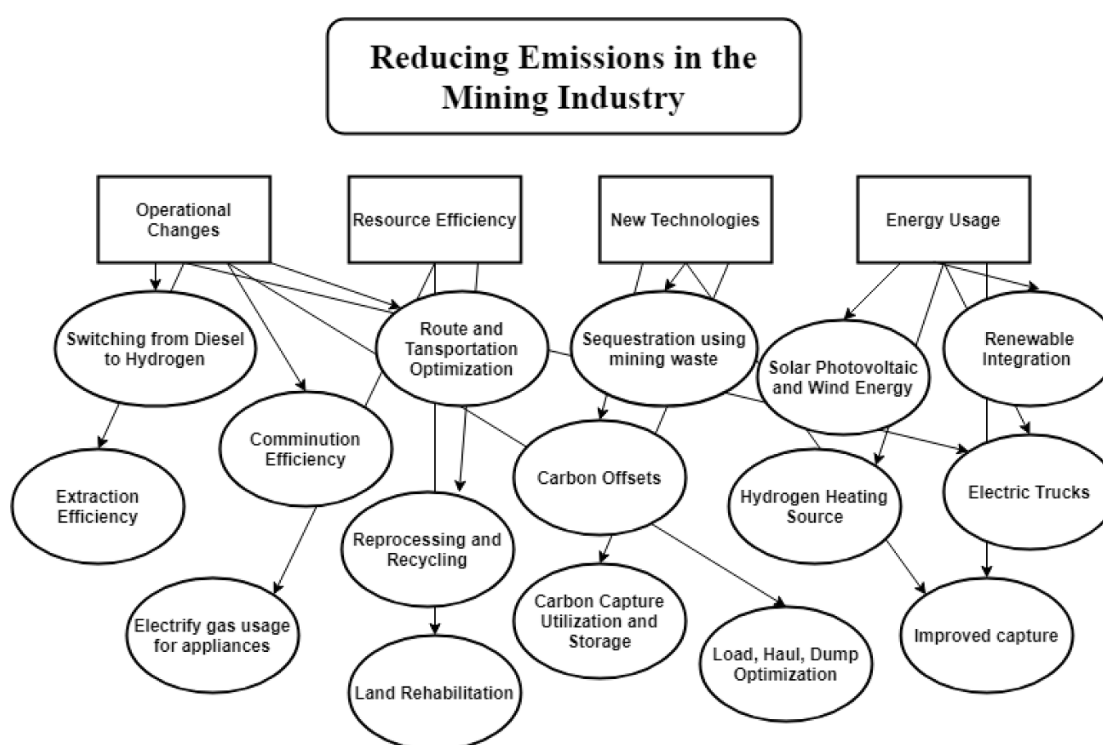 Reducing Emissions in the
Mining Industry
Operational
Changes
Resource Efficiency
New Technologies
Energy Usage
Switching from Diesel
to Hydrogen
Route and
Tansportation
Optimization
Sequestration using
mining waste
Solar Photovoltaic
and Wind Energy
Renewable
Integration
Comminution
Efficiency
Extraction
Efficiency
Carbon Offsets
Hydrogen Heating
Source
Electric Trucks
Reprocessing and
Recycling
Electrify gas usage
for appliances
Carbon Capture
Utilization and
Storage
Improved capture
Load, Haul, Dump
Optimization
Land Rehabilitation